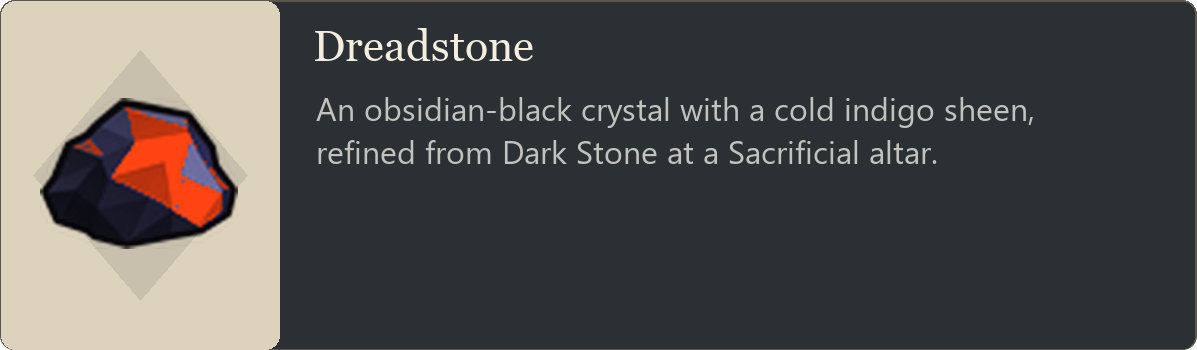 Dreadstone
An obsidian-black crystal with a cold indigo sheen,
refined from Dark Stone at a Sacrificial altar.